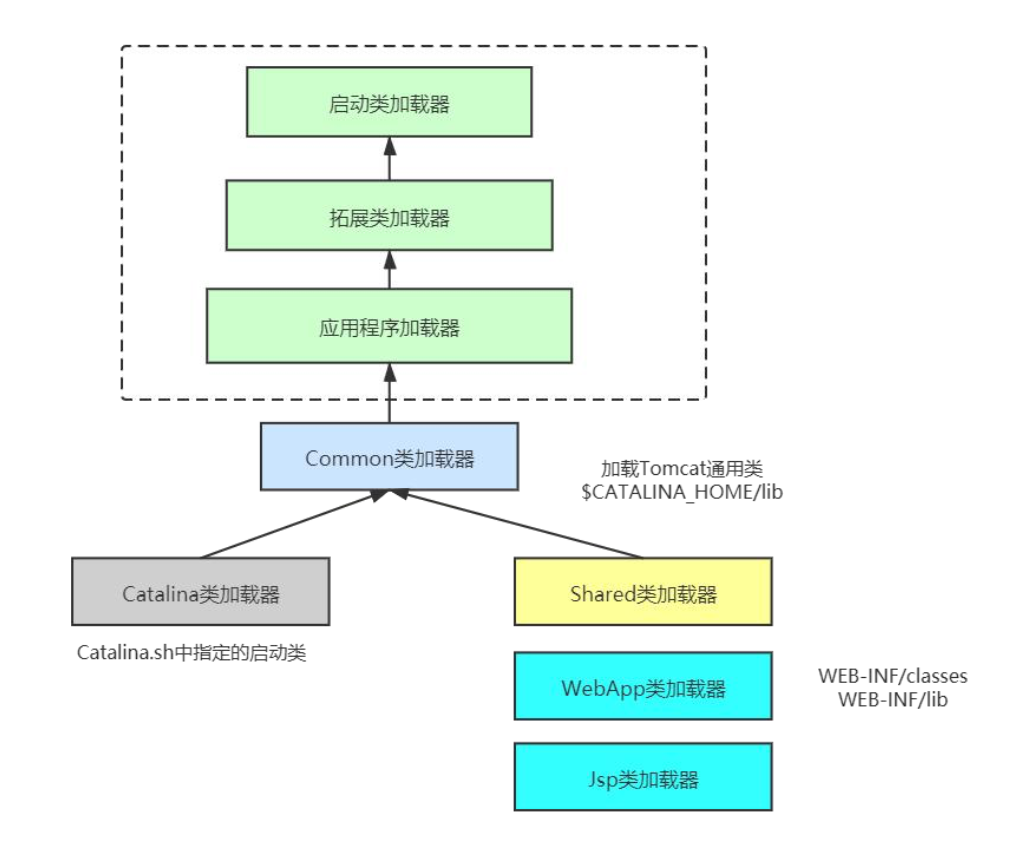 启动类加载器
拓展类加载器
应用程序加载器
Common类加载器
加载Tomcat通用类
$CATALINA_HOME/lib
Catalina类加载器
Shared类加载器
Catalina.sh中指定的启动类
WebApp类加载器
WEB-INF/classes
WEB-INF/lib
Jsp类加载器